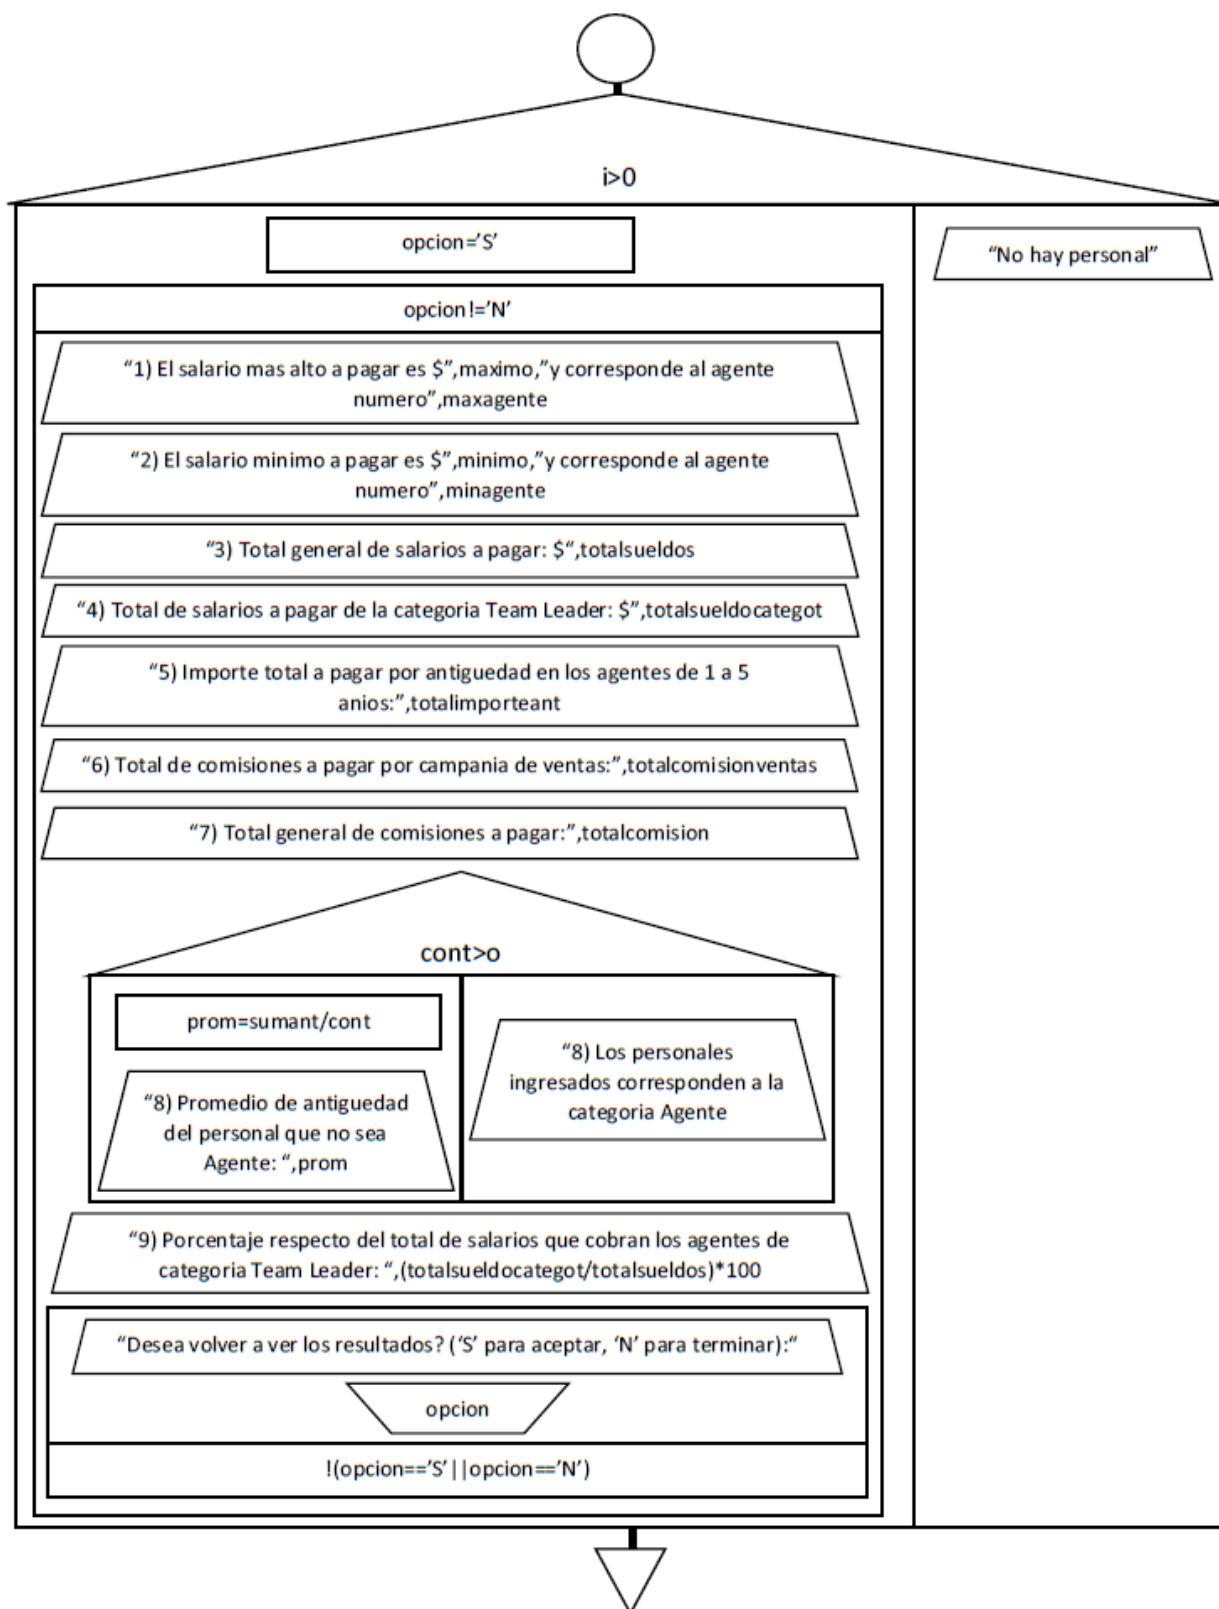 i>0
opcion=’S’
“No hay personal”
opcion!=’N’
“1) El salario mas alto a pagar es $”,maximo,”y corresponde al agente
numero”,maxagente
“2) El salario minimo a pagar es $”,minimo,”y corresponde al agente
numero”,minagente
“3) Total general de salarios a pagar: $“,totalsueldos
“4) Total de salarios a pagar de la categoria Team Leader: $”,totalsueldocategot
“5) Importe total a pagar por antiguedad en los agentes de 1 a 5
anios:”,totalimporteant
“6) Total de comisiones a pagar por campania de ventas:”,totalcomisionventas
“7) Total general de comisiones a pagar:”,totalcomision
cont>o
prom=sumant/cont
“8) Promedio de antiguedad
del personal que no sea
Agente: “,prom
“8) Los personales
ingresados corresponden a la
categoria Agente
“9) Porcentaje respecto del total de salarios que cobran los agentes de
categoria Team Leader: “,(totalsueldocategot/totalsueldos)*100
“Desea volver a ver los resultados? (‘S’ para aceptar, ‘N’ para terminar):“
opcion
!(opcion==’S’||opcion==’N’)